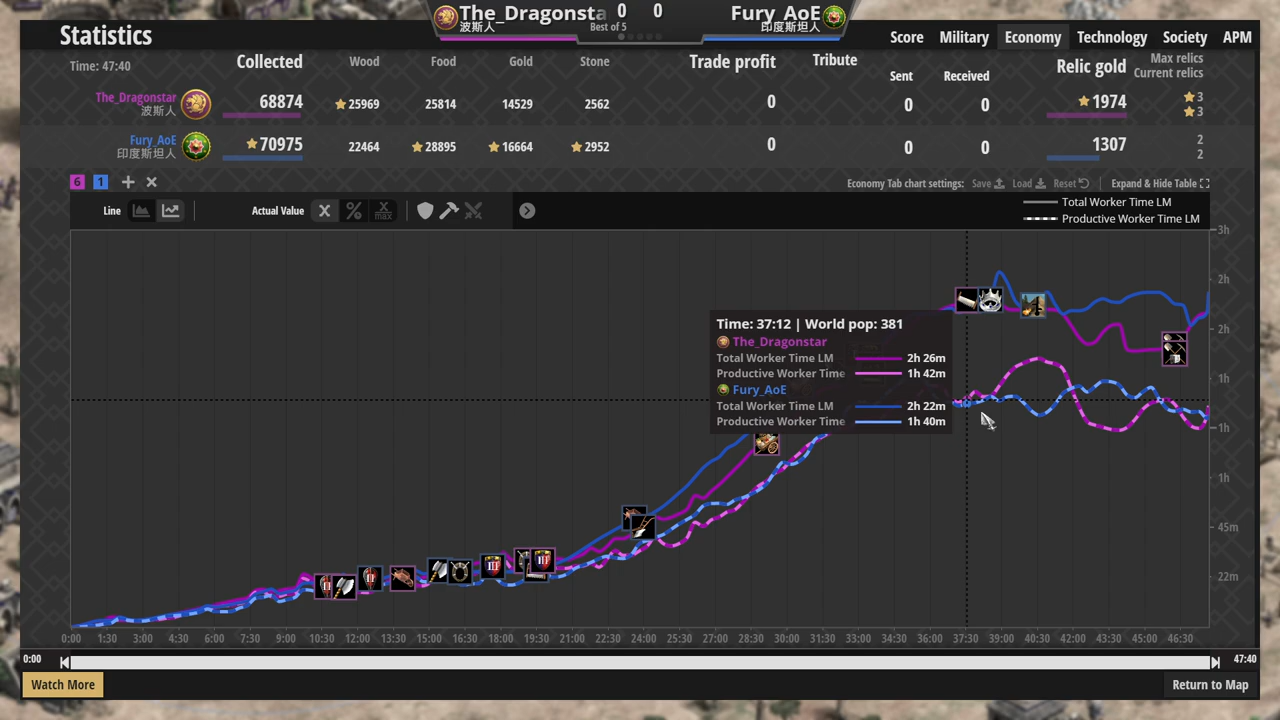 The_Dragonsta 0 0 Fury_AoE
波斯人 Best of 5 印度斯坦人
Statistics
Score Military Economy Technology Society APM
Time: 47:40 Collected Wood Food Gold Stone Trade profit Tribute Sent Received Relic gold Max relics
Current relics
The_Dragonstar 68874 25969 25814 14529 2562 0 0 0 1974 3
波斯人 3
Fury_AoE 70975 22464 28895 16664 2952 0 0 0 1307 2
印度斯坦人 2
6 1 Economy Tab chart settings: Save Load Reset Expand & Hide Table
Line Actual Value X % X max
Total Worker Time LM
Productive Worker Time LM
3h
2h
2h
1h
1h
1h
45m
22m
Time: 37:12 | World pop: 381
The_Dragonstar
Total Worker Time LM 2h 26m
Productive Worker Time 1h 42m
Fury_AoE
Total Worker Time LM 2h 22m
Productive Worker Time 1h 40m
0:00 1:30 3:00 4:30 6:00 7:30 9:00 10:30 12:00 13:30 15:00 16:30 18:00 19:30 21:00 22:30 24:00 25:30 27:00 28:30 30:00 31:30 33:00 34:30 36:00 37:30 39:00 40:30 42:00 43:30 45:00 46:30
0:00 47:40
Watch More Return to Map